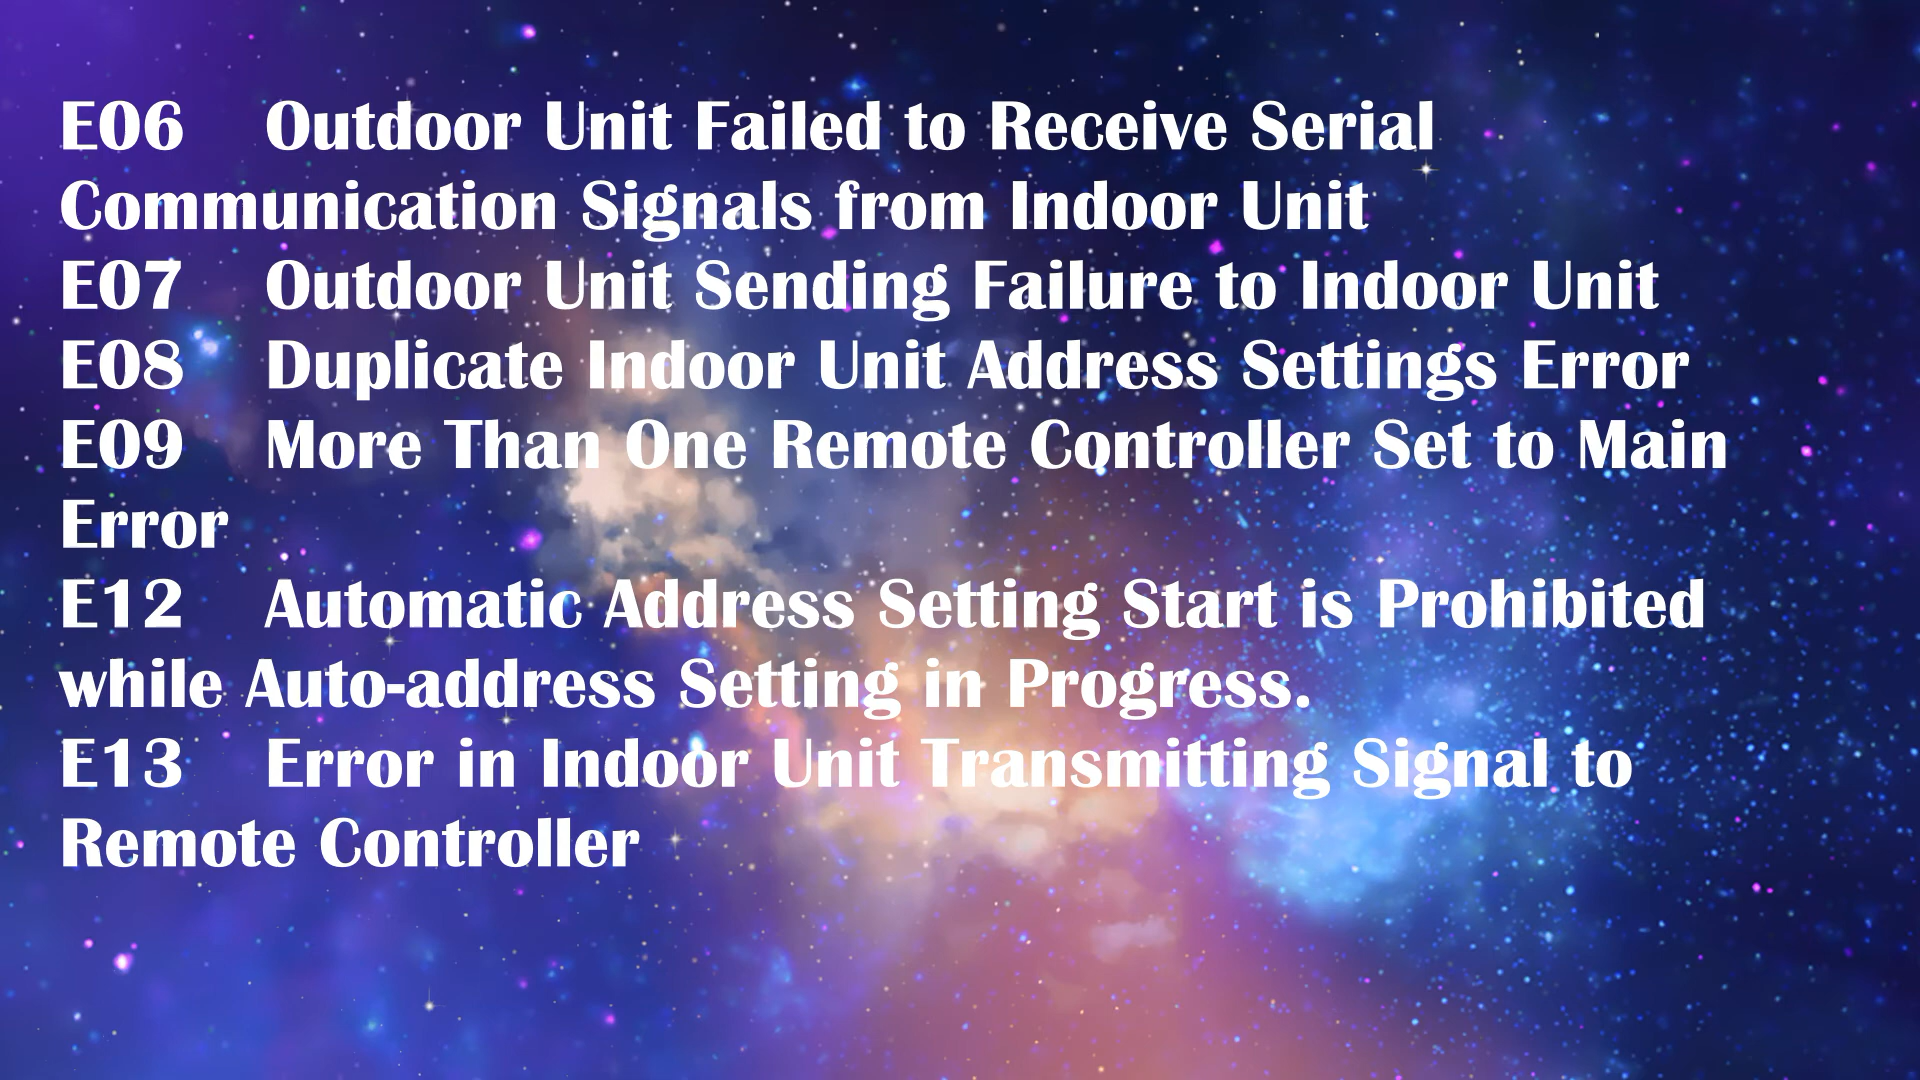 E06 Outdoor Unit Failed to Receive Serial
Communication Signals from Indoor Unit
E07 Outdoor Unit Sending Failure to Indoor Unit
E08 Duplicate Indoor Unit Address Settings Error
E09 More Than One Remote Controller Set to Main
Error
E12 Automatic Address Setting Start is Prohibited
while Auto-address Setting in Progress.
E13 Error in Indoor Unit Transmitting Signal to
Remote Controller